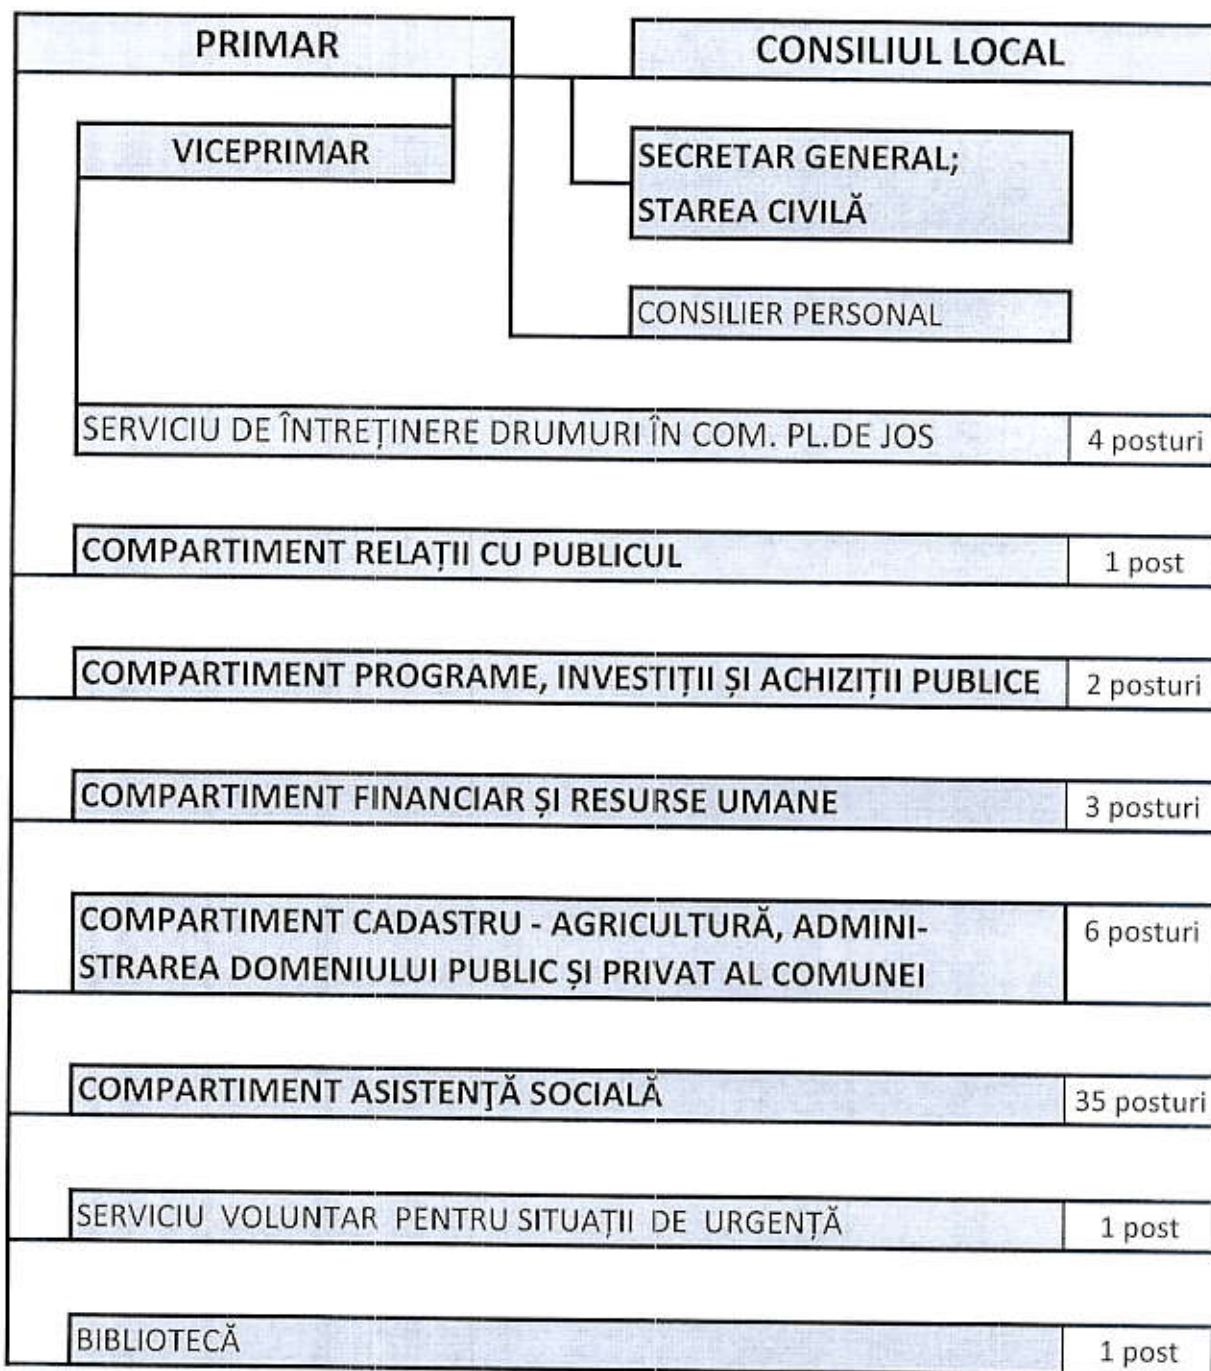 PRIMAR
CONSILIUL LOCAL
VICEPRIMAR
SECRETAR GENERAL;
STAREA CIVILĂ
CONSILIER PERSONAL
SERVICIU DE ÎNTREȚINERE DRUMURI ÎN COM. PL.DE JOS 4 posturi
COMPARTIMENT RELAȚII CU PUBLICUL 1 post
COMPARTIMENT PROGRAME, INVESTIȚII ȘI ACHIZIȚII PUBLICE 2 posturi
COMPARTIMENT FINANCIAR ȘI RESURSE UMANE 3 posturi
COMPARTIMENT CADASTRU - AGRICULTURĂ, ADMINI- 6 posturi
STRAREA DOMENIULUI PUBLIC ȘI PRIVAT AL COMUNEI
COMPARTIMENT ASISTENŢĂ SOCIALĂ 35 posturi
SERVICIU VOLUNTAR PENTRU SITUAȚII DE URGENȚĂ 1 post
BIBLIOTECĂ 1 post